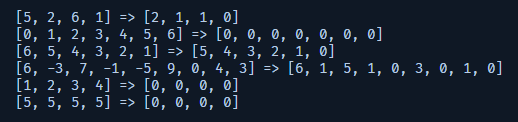 [5, 2, 6, 1] => [2, 1, 1, 0]
[0, 1, 2, 3, 4, 5, 6] => [0, 0, 0, 0, 0, 0, 0]
[6, 5, 4, 3, 2, 1] => [5, 4, 3, 2, 1, 0]
[6, -3, 7, -1, -5, 9, 0, 4, 3] => [6, 1, 5, 1, 0, 3, 0, 1, 0]
[1, 2, 3, 4] => [0, 0, 0, 0]
[5, 5, 5, 5] => [0, 0, 0, 0]